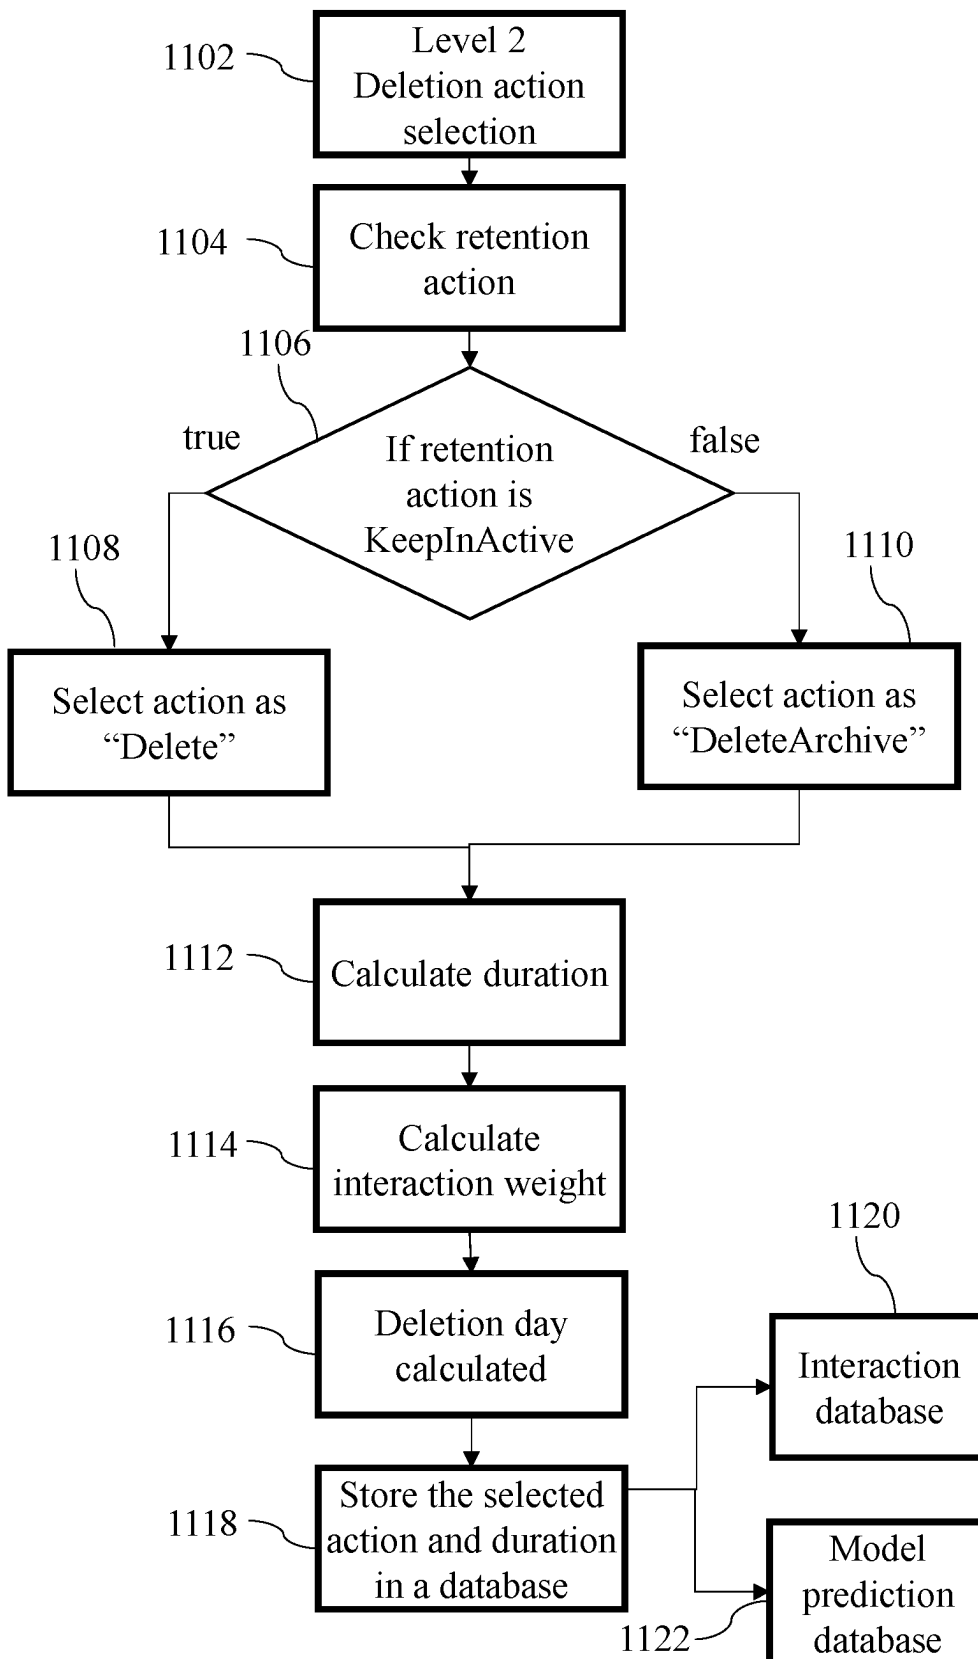 1102
Level 2
Deletion action
selection
1104
Check retention
action
1106
true
false
If retention
action is
KeepInActive
1108
1110
Select action as
“Delete”
Select action as
“DeleteArchive”
1112
Calculate duration
1114
Calculate
interaction weight
1116
Deletion day
calculated
1120
Interaction
database
1118
Store the selected
action and duration
in a database
1122
Model
prediction
database